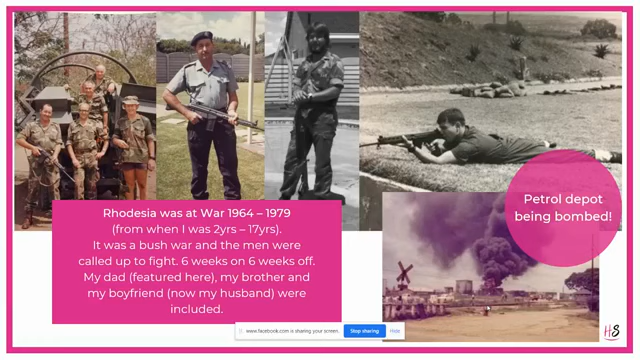 Rhodesia was at War 1964 – 1979
(from when I was 2yrs – 17yrs).
It was a bush war and the men were
called up to fight. 6 weeks on 6 weeks off.
My dad (featured here), my brother and
my boyfriend (now my husband) were
included.
Petrol depot
being bombed!
www.facebook.com is sharing your screen.
Stop sharing
Hide
HS